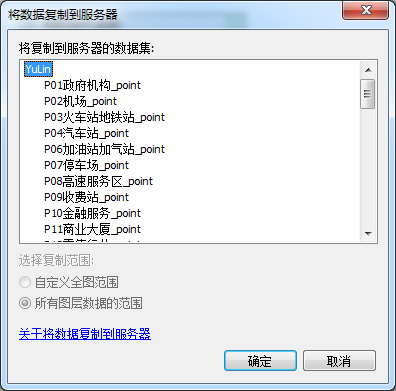 将数据复制到服务器
将复制到服务器的数据集:
YuLin
P01政府机构_point
P02机场_point
P03火车站地铁站_point
P04汽车站_point
P06加油站加气站_point
P07停车场_point
P08高速服务区_point
P09收费站_point
P10金融服务_point
P11商业大厦_point
选择复制范围:
自定义全图范围
所有图层数据的范围
关于将数据复制到服务器
确定
取消